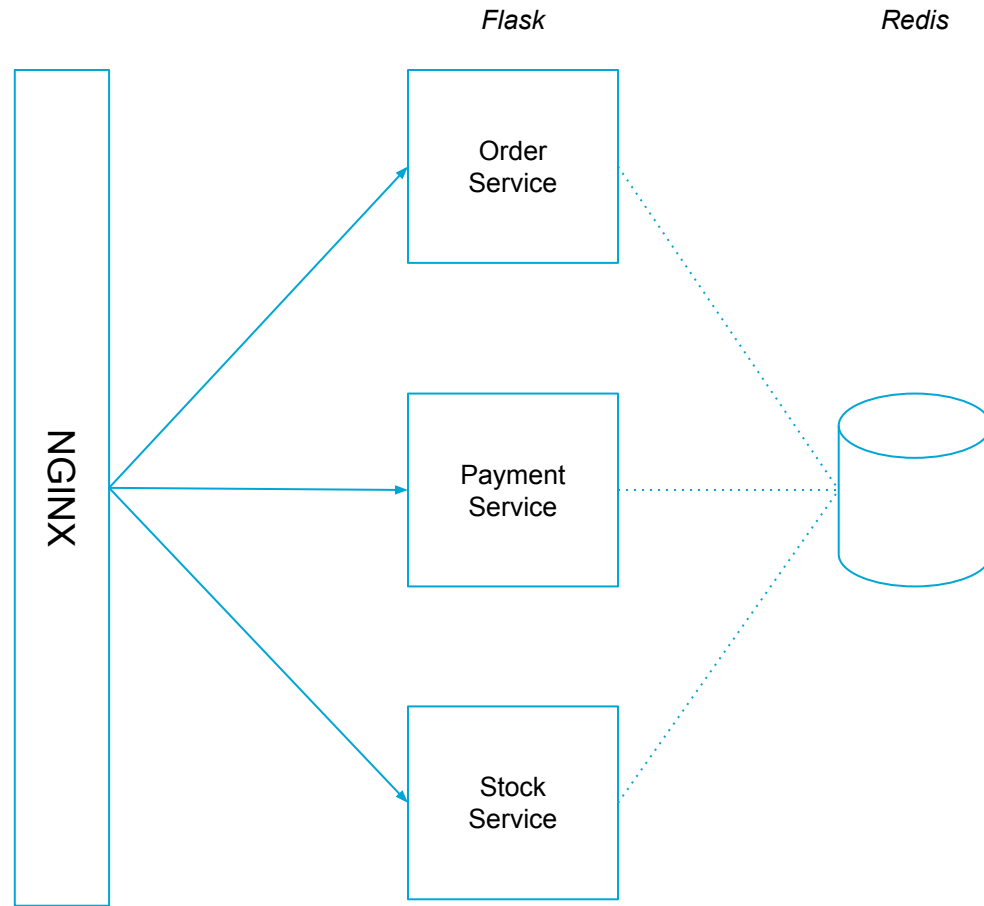 Flask
Redis
NGINX
Order
Service
Payment
Service
Stock
Service